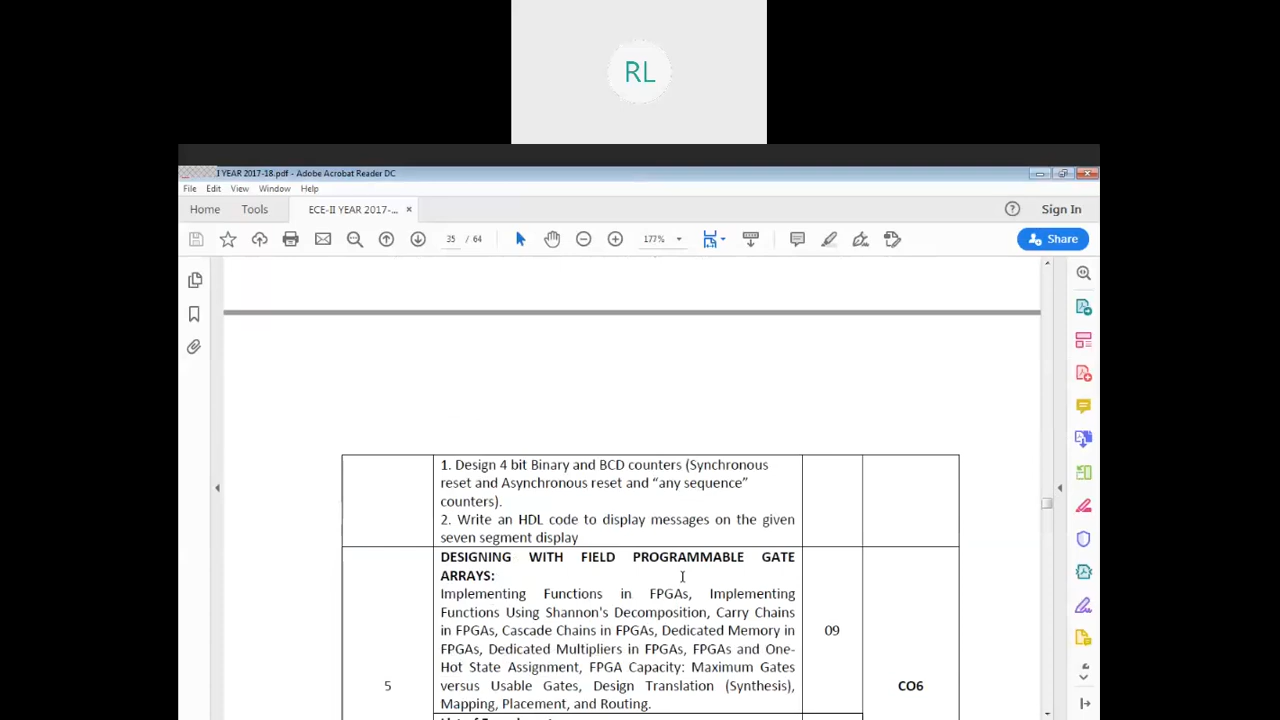 RL
I YEAR 2017-18.pdf - Adobe Acrobat Reader DC
File Edit View Window Help
Home Tools ECE-II YEAR 2017-... × Sign In
35 / 64 177% Share
1. Design 4 bit Binary and BCD counters (Synchronous
reset and Asynchronous reset and “any sequence”
counters).
2. Write an HDL code to display messages on the given
seven segment display
DESIGNING WITH FIELD PROGRAMMABLE GATE
ARRAYS:
Implementing Functions in FPGAs, Implementing
Functions Using Shannon's Decomposition, Carry Chains
in FPGAs, Cascade Chains in FPGAs, Dedicated Memory in
FPGAs, Dedicated Multipliers in FPGAs, FPGAs and One-
Hot State Assignment, FPGA Capacity: Maximum Gates
versus Usable Gates, Design Translation (Synthesis),
Mapping, Placement, and Routing.
09
5
CO6